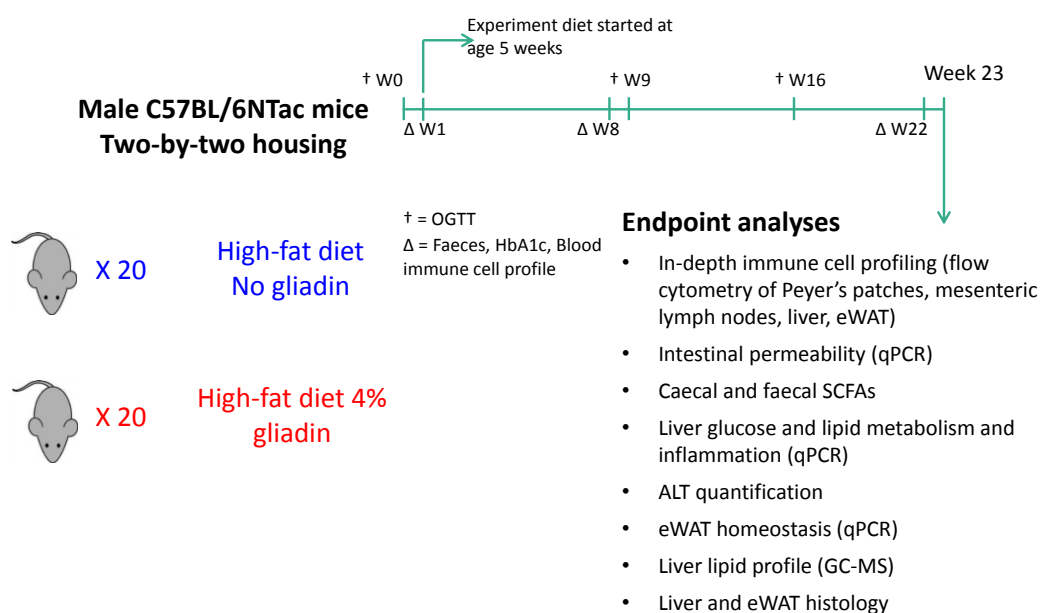 Experiment diet started at
age 5 weeks
† W0
† W9
† W16
Week 23
Male C57BL/6NTac mice
Two-by-two housing
Δ W1
Δ W8
Δ W22
† = OGTT
Δ = Faeces, HbA1c, Blood
immune cell profile
X 20
High-fat diet
No gliadin
X 20
High-fat diet 4%
gliadin
Endpoint analyses
• In-depth immune cell profiling (flow
cytometry of Peyer's patches, mesenteric
lymph nodes, liver, eWAT)
• Intestinal permeability (qPCR)
• Caecal and faecal SCFAs
• Liver glucose and lipid metabolism and
inflammation (qPCR)
• ALT quantification
• eWAT homeostasis (qPCR)
• Liver lipid profile (GC-MS)
• Liver and eWAT histology